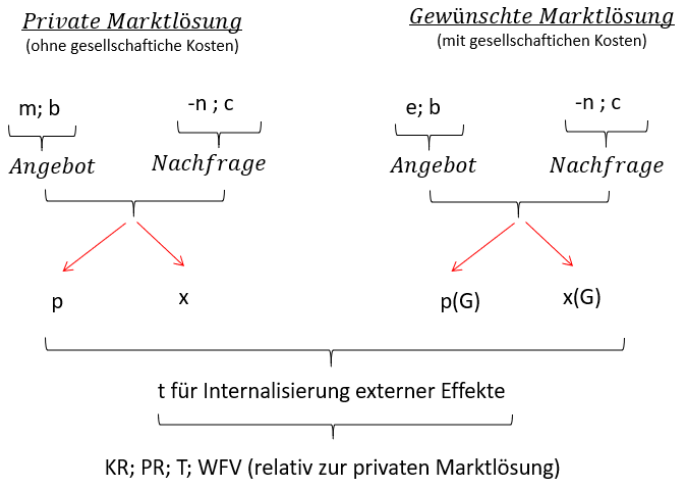 Private Marktlösung
(ohne gesellschaftiche Kosten)
Gewünschte Marktlösung
(mit gesellschaftichen Kosten)
m; b
-n ; c
e; b
-n ; c
Angebot
Nachfrage
Angebot
Nachfrage
p
x
p(G)
x(G)
t für Internalisierung externer Effekte
KR; PR; T; WFV (relativ zur privaten Marktlösung)